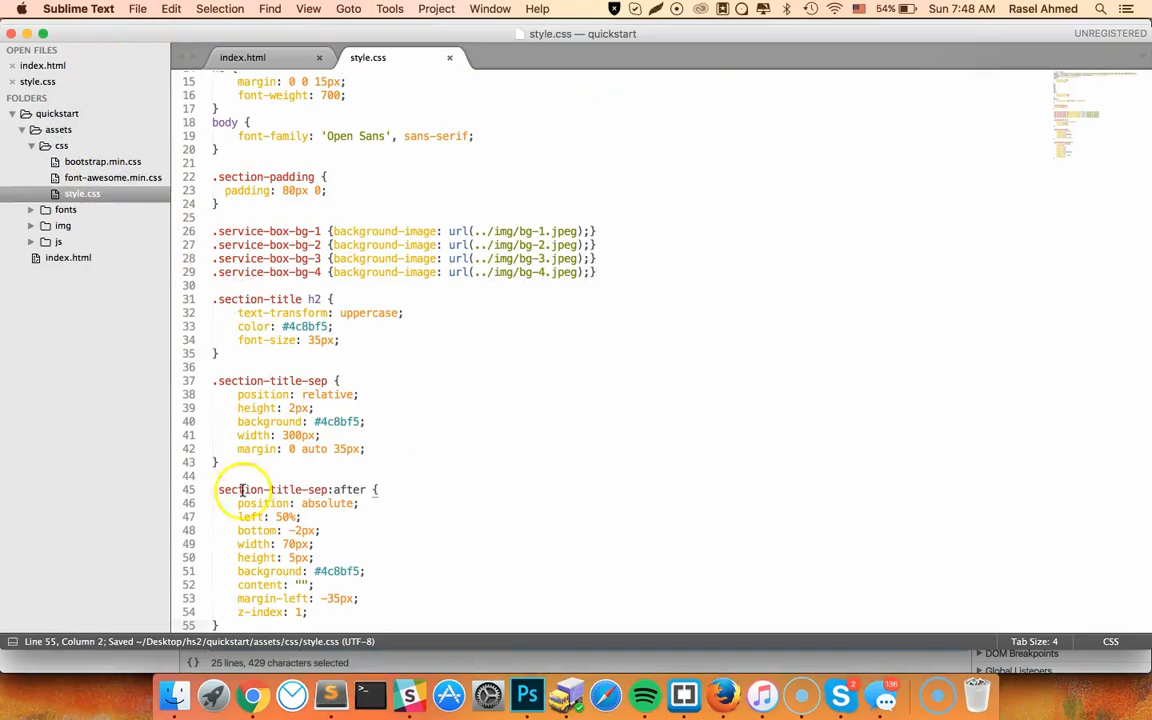 Sublime Text File Edit Selection Find View Goto Tools Project Window Help 54% Sun 7:48 AM Rasel Ahmed
style.css — quickstart UNREGISTERED
OPEN FILES
index.html
style.css
FOLDERS
quickstart
assets
css
bootstrap.min.css
font-awesome.min.css
style.css
fonts
img
js
index.html
index.html style.css
15 margin: 0 0 15px;
16 font-weight: 700;
17 }
18 body {
19 font-family: 'Open Sans', sans-serif;
20 }
21
22 .section-padding {
23 padding: 80px 0;
24 }
25
26 .service-box-bg-1 {background-image: url(../img/bg-1.jpeg);}
27 .service-box-bg-2 {background-image: url(../img/bg-2.jpeg);}
28 .service-box-bg-3 {background-image: url(../img/bg-3.jpeg);}
29 .service-box-bg-4 {background-image: url(../img/bg-4.jpeg);}
30
31 .section-title h2 {
32 text-transform: uppercase;
33 color: #4c8bf5;
34 font-size: 35px;
35 }
36
37 .section-title-sep {
38 position: relative;
39 height: 2px;
40 background: #4c8bf5;
41 width: 300px;
42 margin: 0 auto 35px;
43 }
44
45 section-title-sep:after {
46 position: absolute;
47 left: 50%;
48 bottom: -2px;
49 width: 70px;
50 height: 5px;
51 background: #4c8bf5;
52 content: "";
53 margin-left: -35px;
54 z-index: 1;
55 }
Line 55, Column 2; Saved ~/Desktop/hs2/quickstart/assets/css/style.css (UTF-8) Tab Size: 4 CSS
{} 25 lines, 429 characters selected
DOM Breakpoints
Global Listeners
Ps
2
136